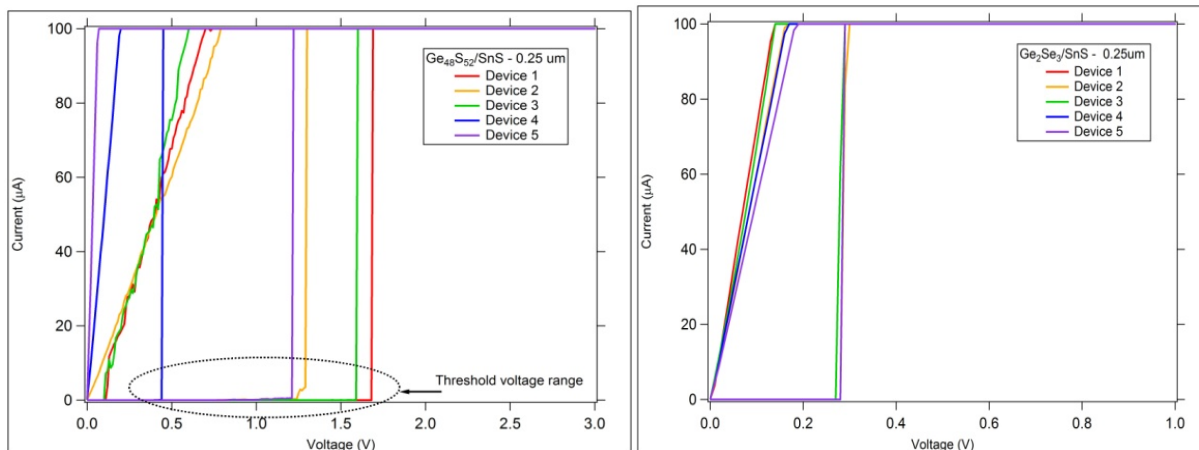 100
80
60
40
20
0
Current (μA)
Ge₄₈S₅₂/SnS - 0.25 um
Device 1
Device 2
Device 3
Device 4
Device 5
Threshold voltage range
0.0 0.5 1.0 1.5 2.0 2.5 3.0
Voltage (V)
100
80
60
40
20
0
Current (μA)
Ge₂Se₃/SnS - 0.25um
Device 1
Device 2
Device 3
Device 4
Device 5
0.0 0.2 0.4 0.6 0.8 1.0
Voltage (V)